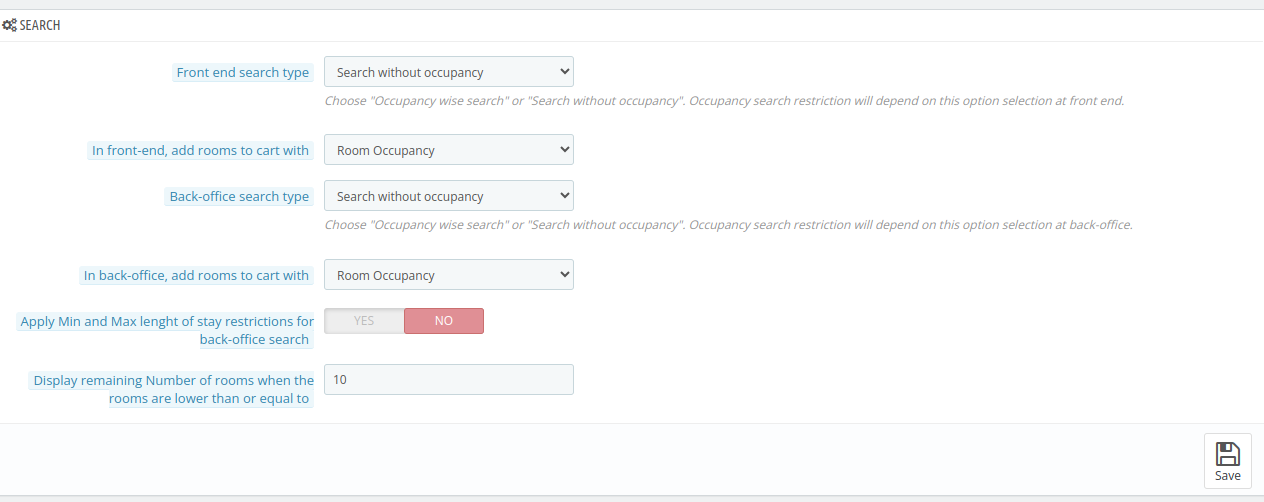 SEARCH
Front end search type
Search without occupancy
Choose "Occupancy wise search" or "Search without occupancy". Occupancy search restriction will depend on this option selection at front end.
In front-end, add rooms to cart with
Room Occupancy
Back-office search type
Search without occupancy
Choose "Occupancy wise search" or "Search without occupancy". Occupancy search restriction will depend on this option selection at back-office.
In back-office, add rooms to cart with
Room Occupancy
Apply Min and Max lenght of stay restrictions for
back-office search
YES
NO
Display remaining Number of rooms when the
rooms are lower than or equal to
10
Save